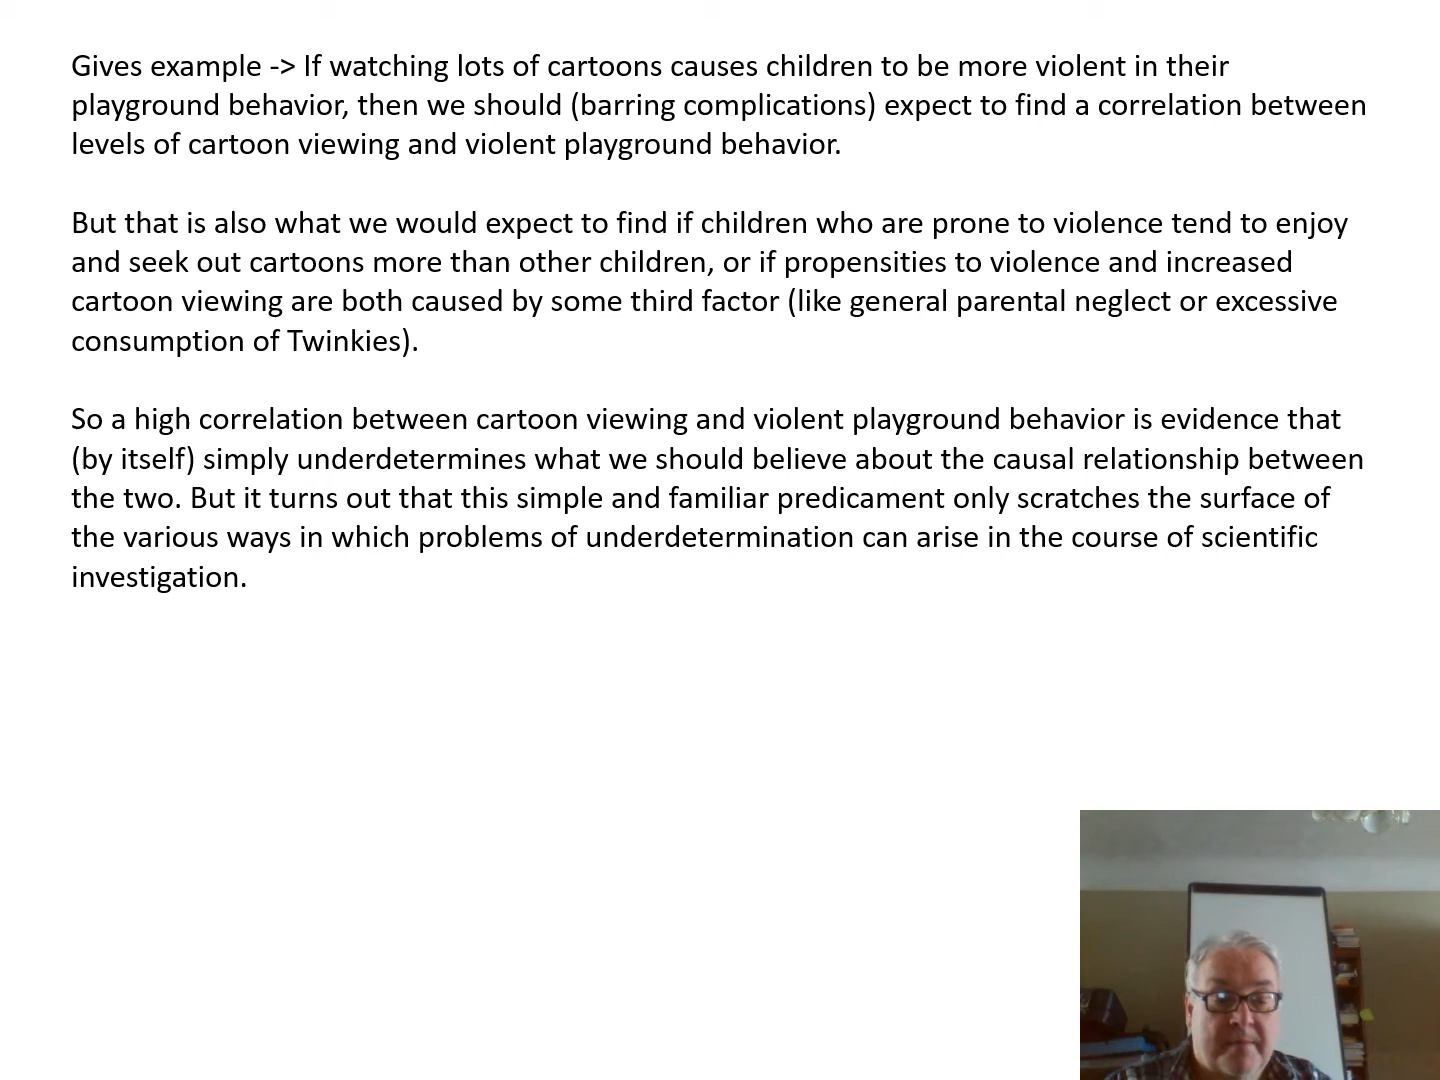 Gives example -> If watching lots of cartoons causes children to be more violent in their
playground behavior, then we should (barring complications) expect to find a correlation between
levels of cartoon viewing and violent playground behavior.
But that is also what we would expect to find if children who are prone to violence tend to enjoy
and seek out cartoons more than other children, or if propensities to violence and increased
cartoon viewing are both caused by some third factor (like general parental neglect or excessive
consumption of Twinkies).
So a high correlation between cartoon viewing and violent playground behavior is evidence that
(by itself) simply underdetermines what we should believe about the causal relationship between
the two. But it turns out that this simple and familiar predicament only scratches the surface of
the various ways in which problems of underdetermination can arise in the course of scientific
investigation.